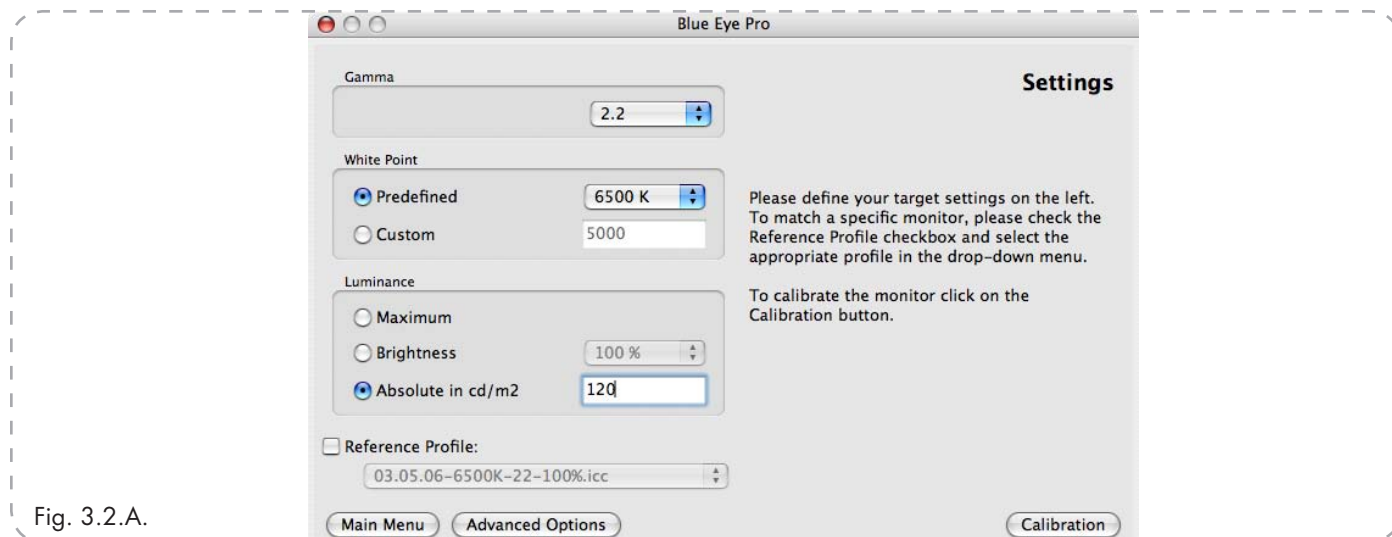 Blue Eye Pro
Settings
Gamma
2.2
White Point
Predefined
6500 K
Custom
5000
Luminance
Maximum
Brightness
100 %
Absolute in cd/m2
120
Reference Profile:
03.05.06-6500K-22-100%.icc
Please define your target settings on the left.
To match a specific monitor, please check the
Reference Profile checkbox and select the
appropriate profile in the drop-down menu.
To calibrate the monitor click on the
Calibration button.
Main Menu
Advanced Options
Calibration
Fig. 3.2.A.